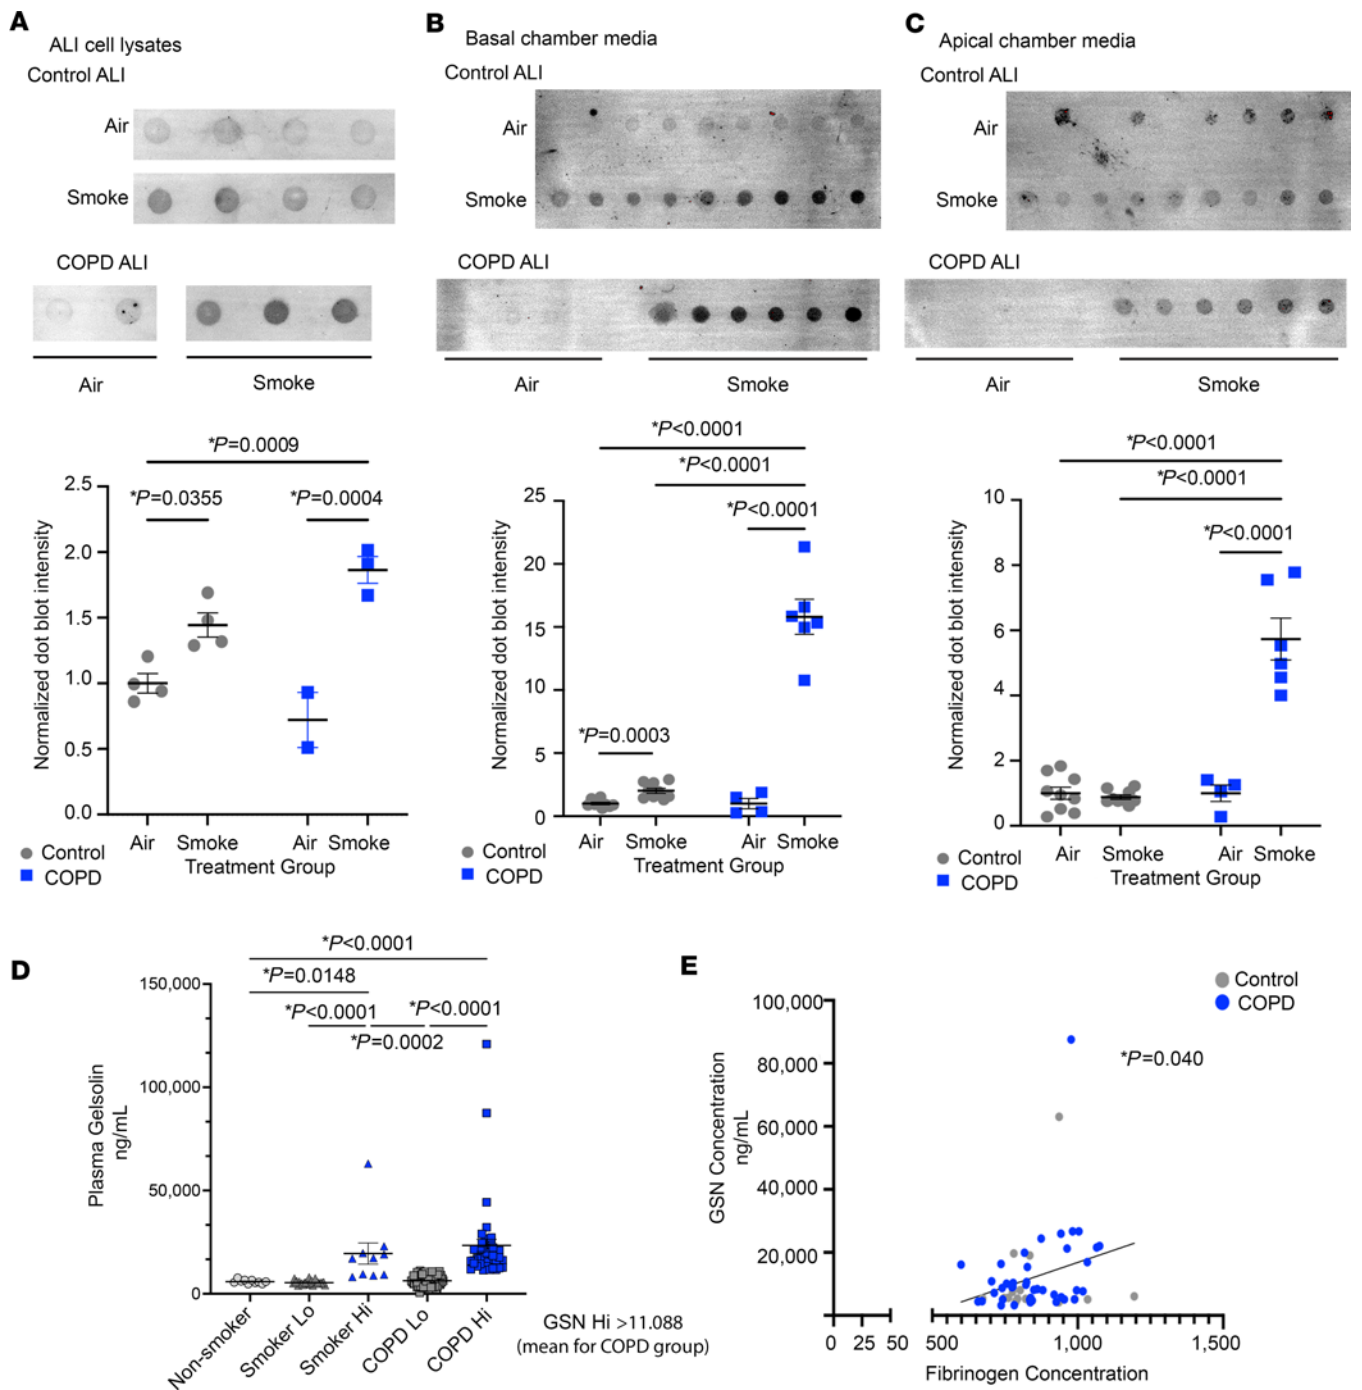 A
ALI cell lysates
Control ALI
Air
Smoke
COPD ALI
Air
Smoke
*P=0.0009
*P=0.0355
*P=0.0004
Normalized dot blot intensity
2.5
2.0
1.5
1.0
0.5
0.0
Air
Smoke
Air
Smoke
Treatment Group
Control
COPD
B
Basal chamber media
Control ALI
Air
Smoke
COPD ALI
Air
Smoke
*P<0.0001
*P<0.0001
*P<0.0001
*P=0.0003
Normalized dot blot intensity
25
20
15
10
5
0
Air
Smoke
Air
Smoke
Treatment Group
Control
COPD
C
Apical chamber media
Control ALI
Air
Smoke
COPD ALI
Air
Smoke
*P<0.0001
*P<0.0001
*P<0.0001
Normalized dot blot intensity
10
8
6
4
2
0
Air
Smoke
Air
Smoke
Treatment Group
Control
COPD
D
*P<0.0001
*P=0.0148
*P<0.0001
*P<0.0001
*P=0.0002
Plasma Gelsolin
ng/mL
150,000
100,000
50,000
0
Non-smoker
Smoker Lo
Smoker Hi
COPD Lo
COPD Hi
GSN Hi >11.088
(mean for COPD group)
E
Control
COPD
*P=0.040
GSN Concentration
ng/mL
100,000
80,000
60,000
40,000
20,000
0
25
50
500
1,000
1,500
Fibrinogen Concentration